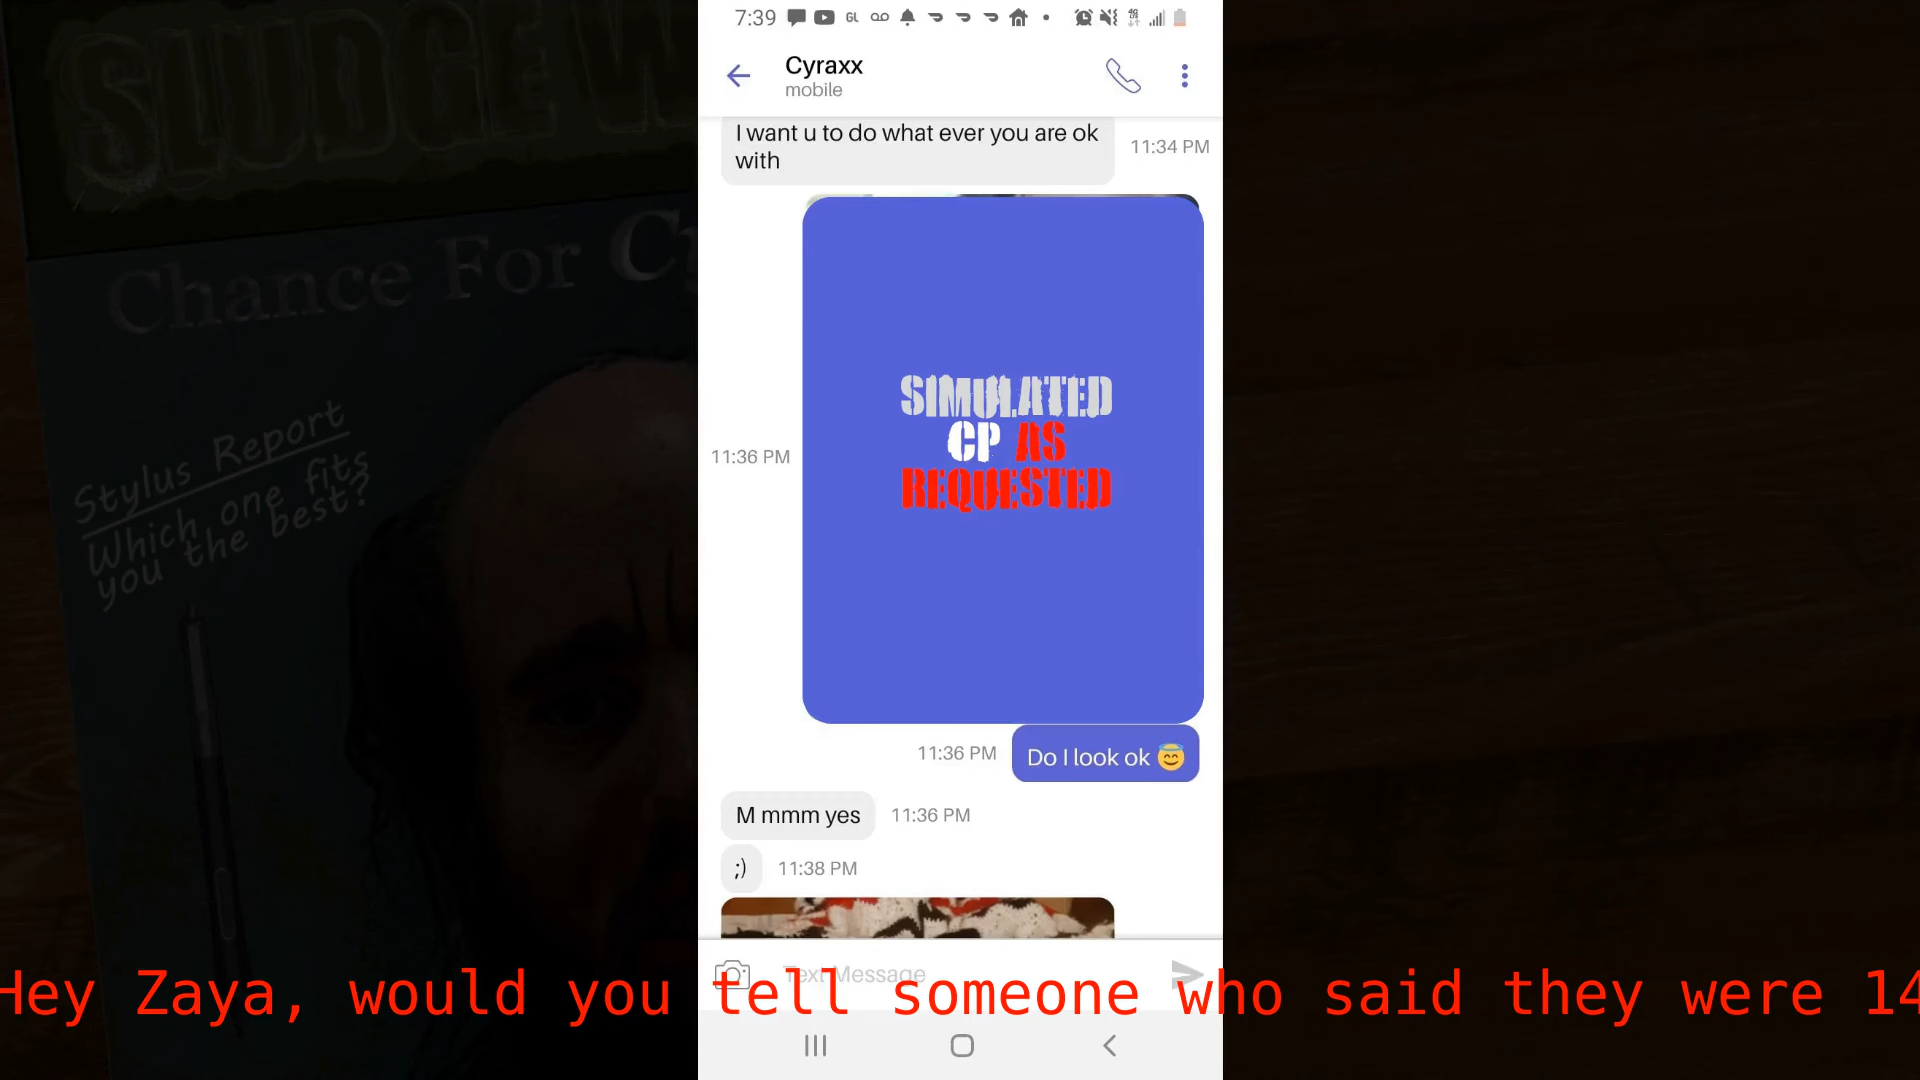 SLUDGE W
Chance For C
Stylus Report
Which one fits
you the best?
7:39
GL
Cyraxx
mobile
I want u to do what ever you are ok
with
11:34 PM
SIMULATED
CP AS
REQUESTED
11:36 PM
11:36 PM
Do I look ok 😇
M mmm yes
11:36 PM
;)
11:38 PM
Text Message
Hey Zaya, would you tell someone who said they were 14